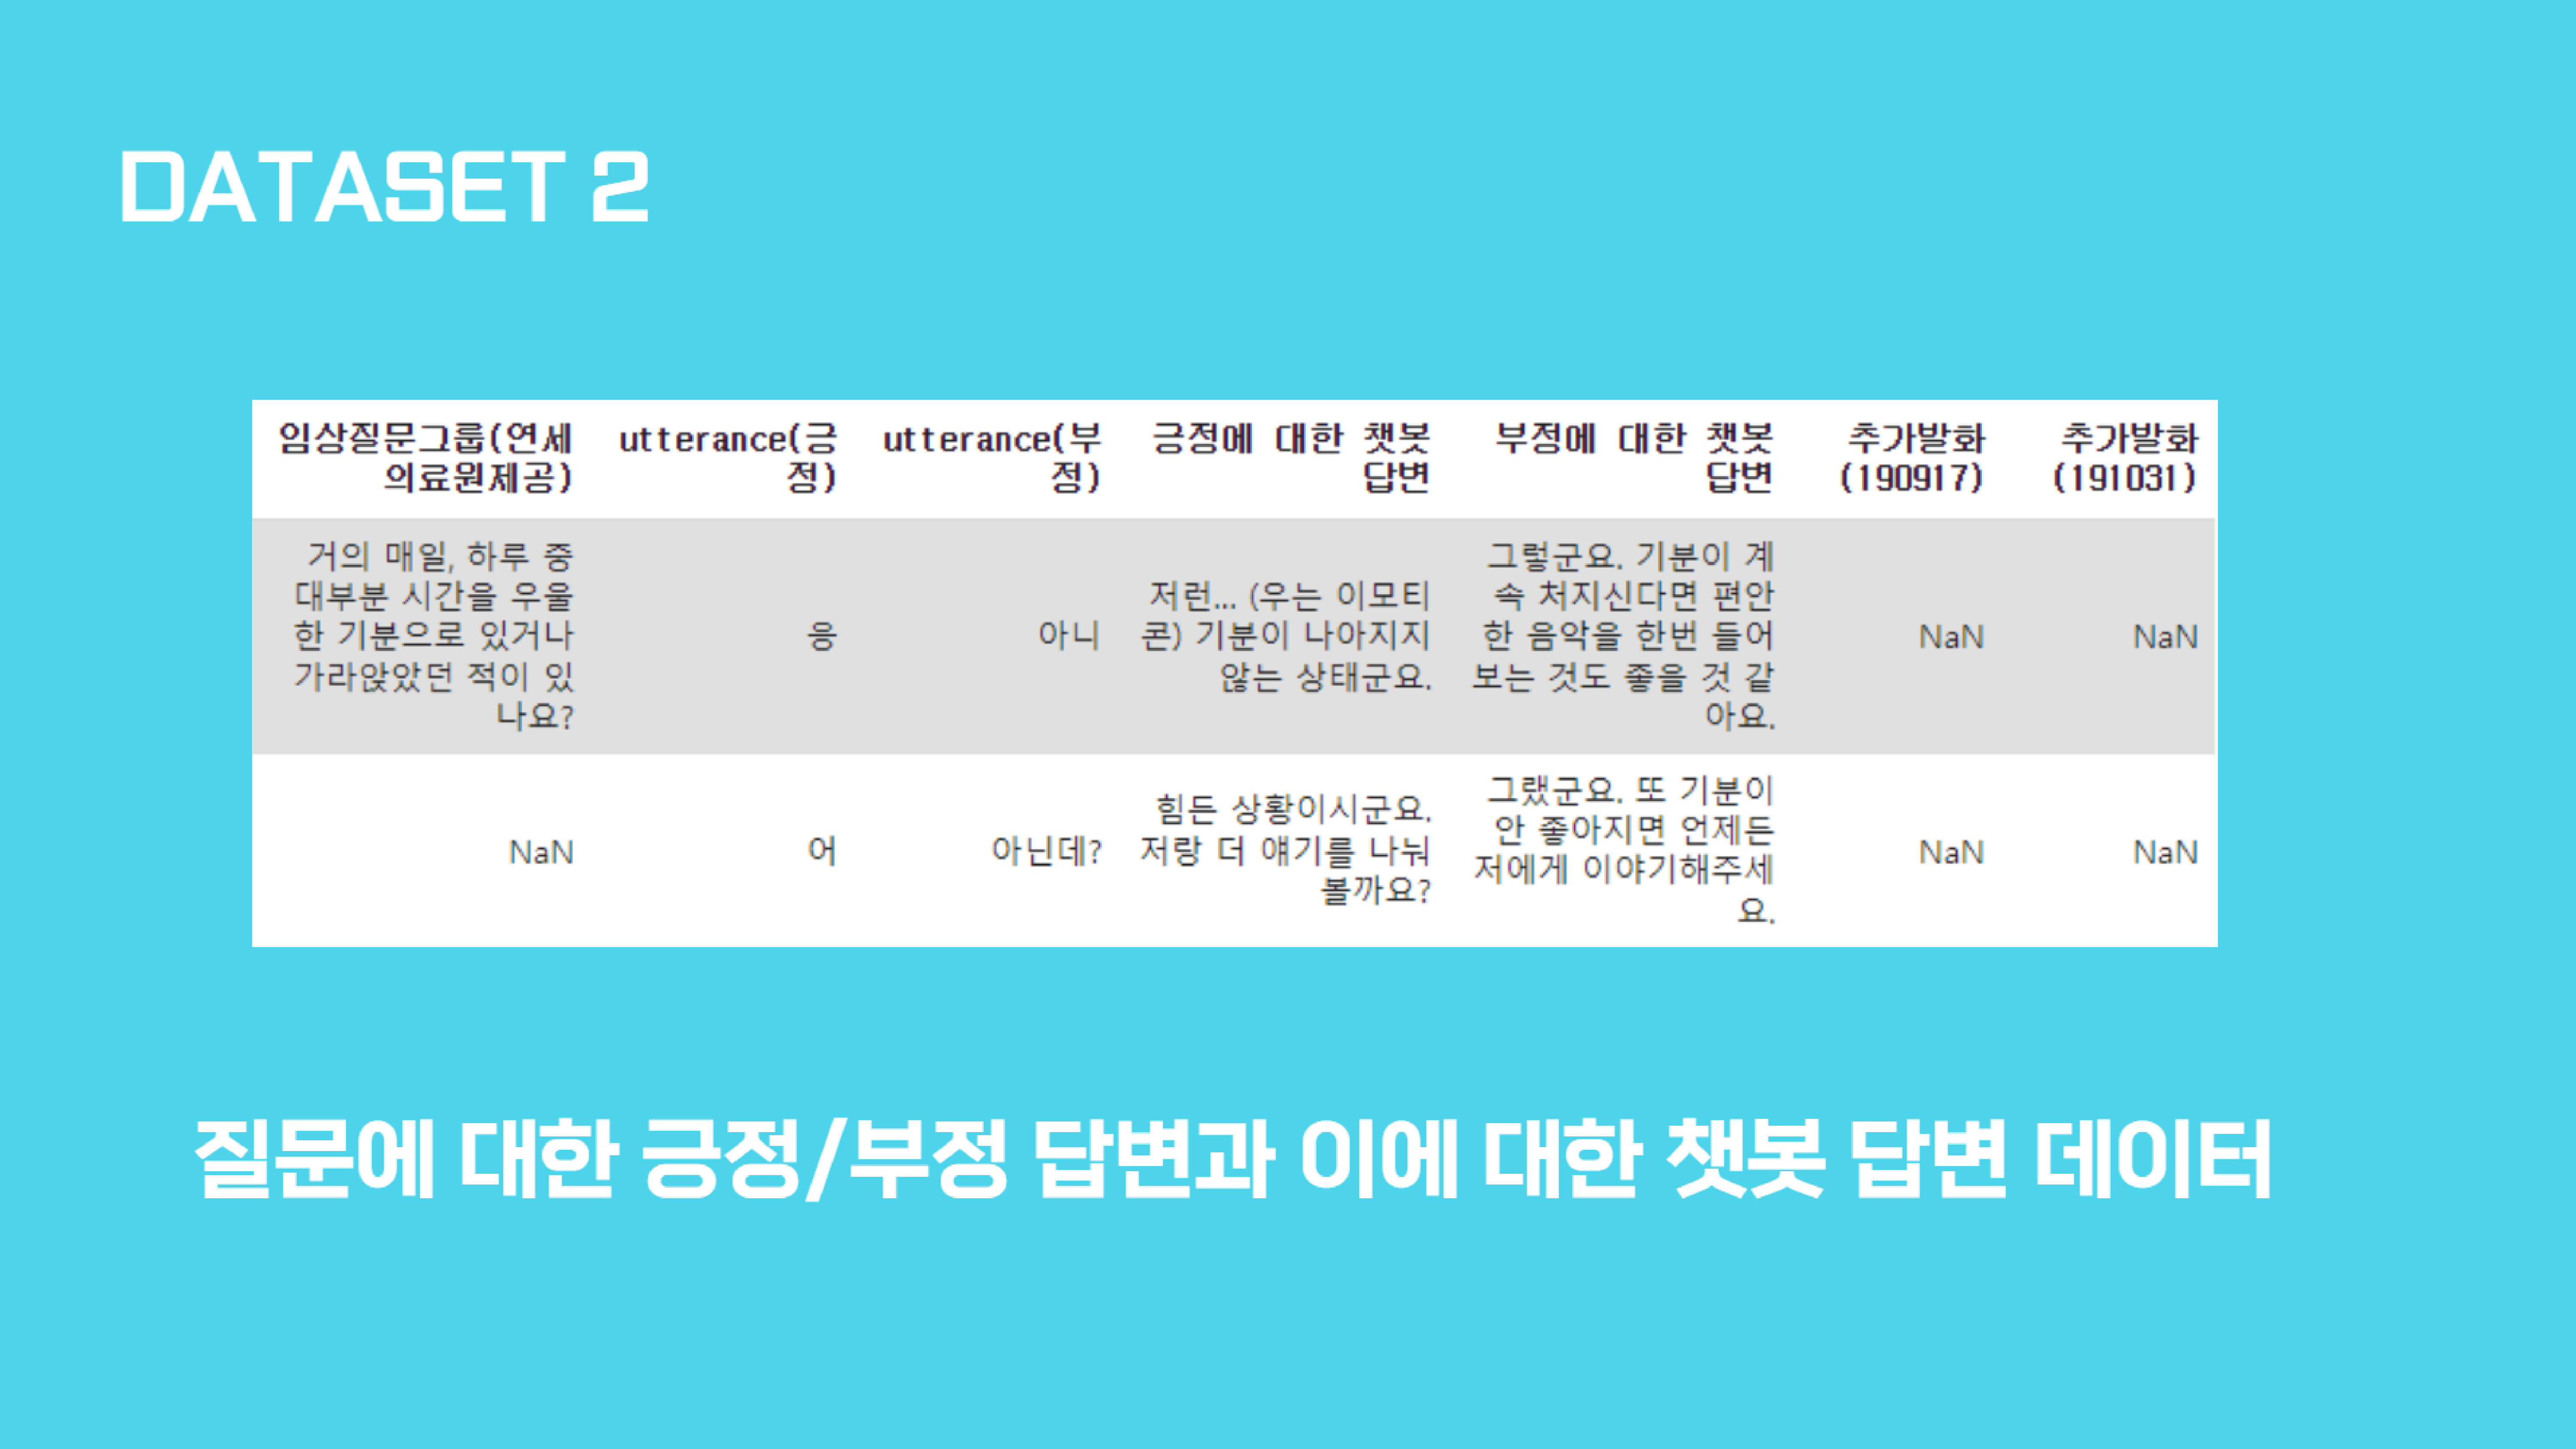 DATASET 2
임상질문그룹(연세
의료원제공)
utterance(긍
정)
utterance(부
정)
긍정에 대한 챗봇
답변
부정에 대한 챗봇
답변
추가발화
(190917)
추가발화
(191031)
거의 매일, 하루 중
대부분 시간을 우울
한 기분으로 있거나
가라앉았던 적이 있
나요?
응
아니
저런... (우는 이모티
콘) 기분이 나아지지
않는 상태군요.
그렇군요. 기분이 계
속 처지신다면 편안
한 음악을 한번 들어
보는 것도 좋을 것 같
아요.
NaN
NaN
NaN
어
아닌데?
힘든 상황이시군요.
저랑 더 얘기를 나눠
볼까요?
그랬군요. 또 기분이
안 좋아지면 언제든
저에게 이야기해주세
요.
NaN
NaN
질문에 대한 긍정/부정 답변과 이에 대한 챗봇 답변 데이터